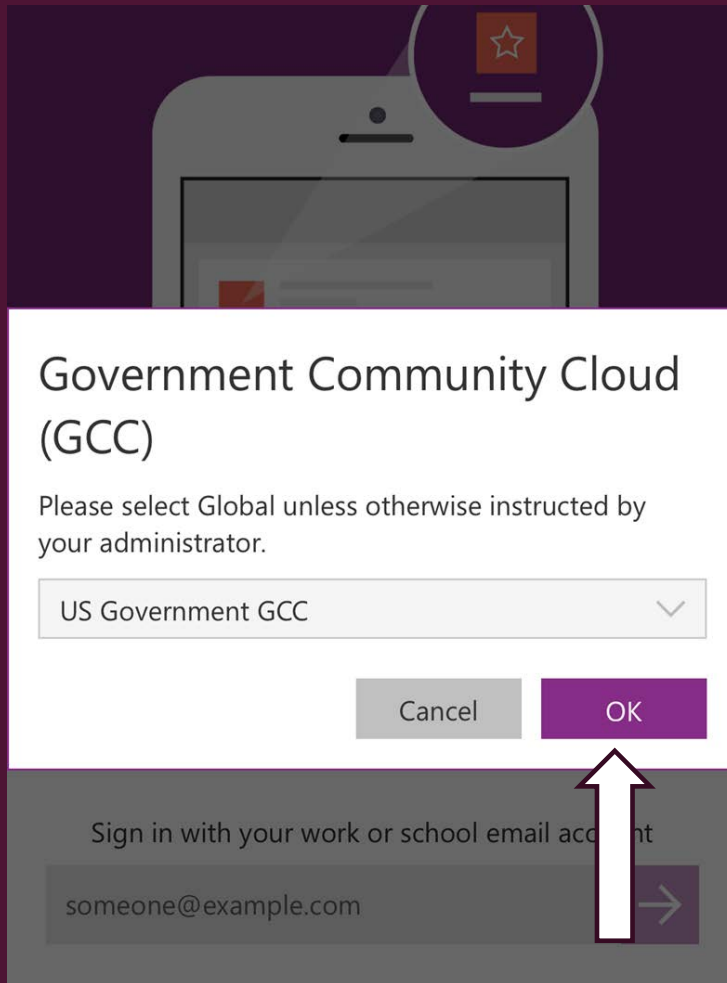 Government Community Cloud
(GCC)
Please select Global unless otherwise instructed by
your administrator.
US Government GCC
Cancel OK
Sign in with your work or school email
someone@example.com